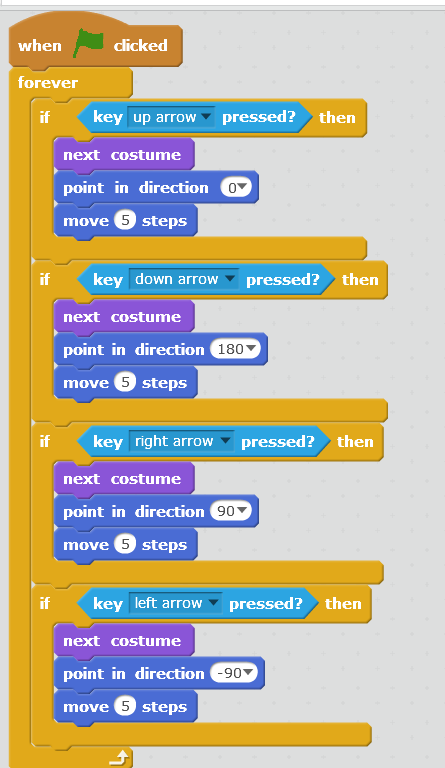 when clicked
forever
if key up arrow pressed? then
next costume
point in direction 0
move 5 steps
if key down arrow pressed? then
next costume
point in direction 180
move 5 steps
if key right arrow pressed? then
next costume
point in direction 90
move 5 steps
if key left arrow pressed? then
next costume
point in direction -90
move 5 steps